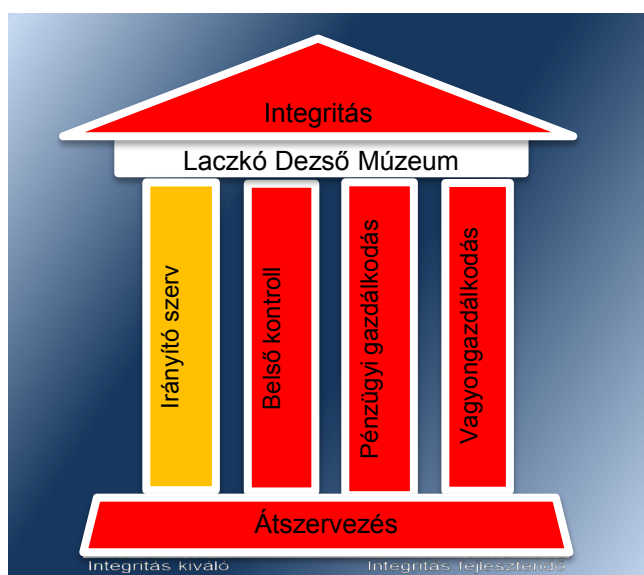 Integritás
Laczkó Dezső Múzeum
Irányító szerv
Belső kontroll
Pénzügyi gazdálkodás
Vagyongazdálkodás
Átszervezés
Integritás kiváló
Integritás fejlesztendő